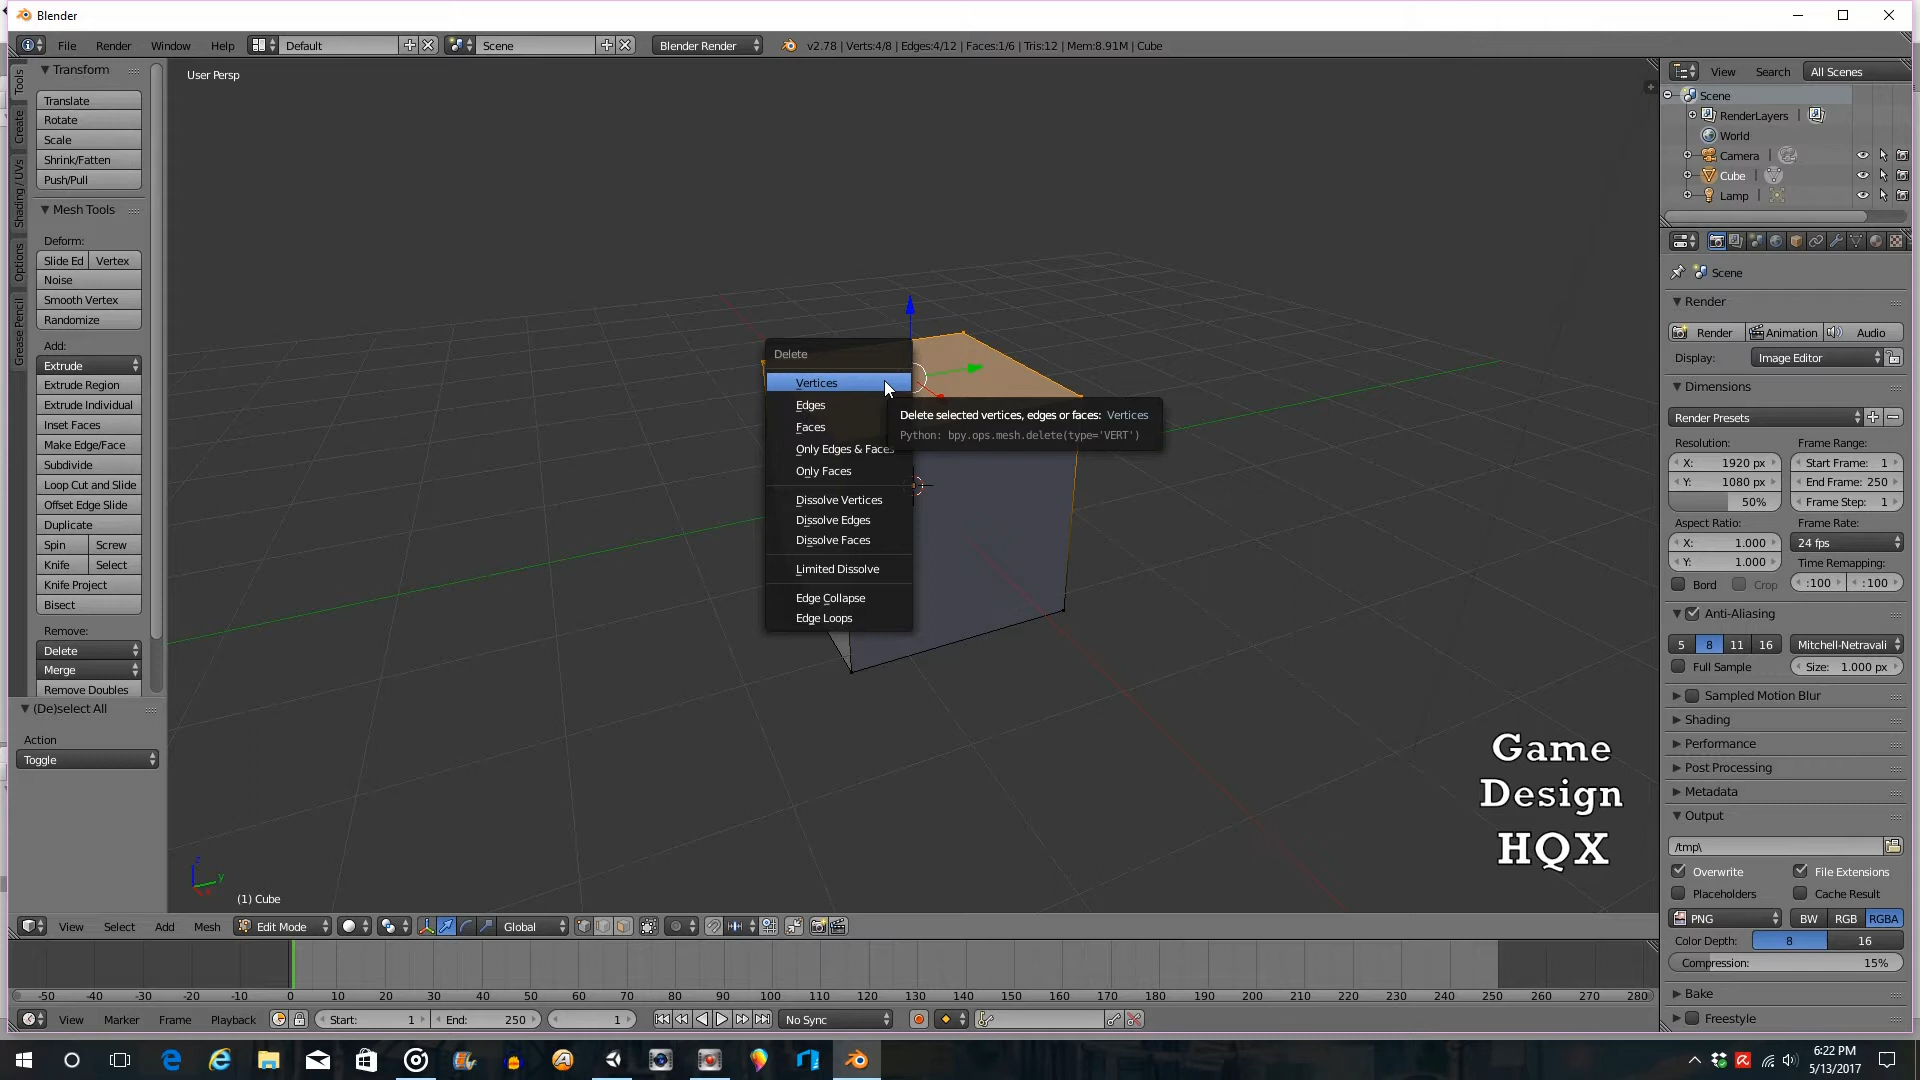 Blender
File Render Window Help Default Scene Blender Render v2.78 | Verts:4/8 | Edges:4/12 | Faces:1/6 | Tris:12 | Mem:8.91M | Cube
Tools
Create
Shading / UVs
Options
Grease Pencil
Transform
Translate
Rotate
Scale
Shrink/Fatten
Push/Pull
Mesh Tools
Deform:
Slide Ed Vertex
Noise
Smooth Vertex
Randomize
Add:
Extrude
Extrude Region
Extrude Individual
Inset Faces
Make Edge/Face
Subdivide
Loop Cut and Slide
Offset Edge Slide
Duplicate
Spin Screw
Knife Select
Knife Project
Bisect
Remove:
Delete
Merge
Remove Doubles
(De)select All
Action
Toggle
User Persp
Delete
Vertices
Edges
Faces
Only Edges & Faces
Only Faces
Dissolve Vertices
Dissolve Edges
Dissolve Faces
Limited Dissolve
Edge Collapse
Edge Loops
Delete selected vertices, edges or faces: Vertices
Python: bpy.ops.mesh.delete(type='VERT')
Game
Design
HQX
z
y
(1) Cube
View Select Add Mesh Edit Mode Global
-50 -40 -30 -20 -10 0 10 20 30 40 50 60 70 80 90 100 110 120 130 140 150 160 170 180 190 200 210 220 230 240 250 260 270 280
View Marker Frame Playback Start: 1 End: 250 1 No Sync
View Search All Scenes
Scene
RenderLayers
World
Camera
Cube
Lamp
Scene
Render
Render Animation Audio
Display: Image Editor
Dimensions
Render Presets
Resolution: Frame Range:
X: 1920 px Start Frame: 1
Y: 1080 px End Frame: 250
50% Frame Step: 1
Aspect Ratio: Frame Rate:
X: 1.000 24 fps
Y: 1.000 Time Remapping:
Bord Crop :100 :100
Anti-Aliasing
5 8 11 16 Mitchell-Netravali
Full Sample Size: 1.000 px
Sampled Motion Blur
Shading
Performance
Post Processing
Metadata
Output
/tmp\
Overwrite File Extensions
Placeholders Cache Result
PNG BW RGB RGBA
Color Depth: 8 16
Compression: 15%
Bake
Freestyle
6:22 PM
5/13/2017